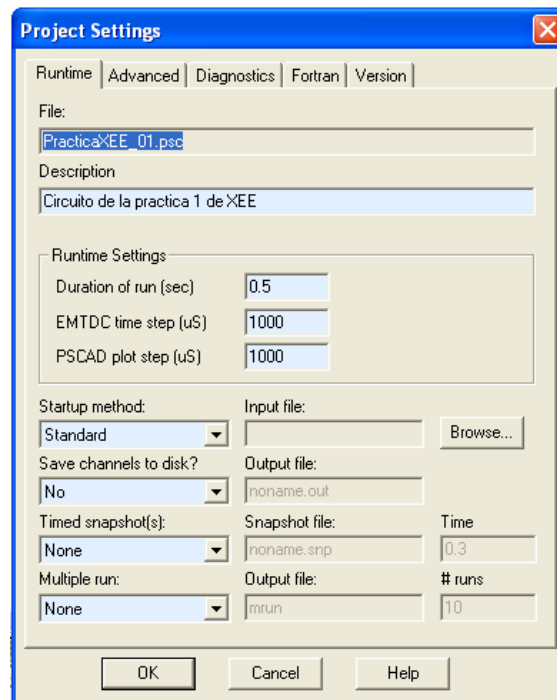 Project Settings
Runtime Advanced Diagnostics Fortran Version
File:
PracticaXEE_01.psc
Description
Circuito de la practica 1 de XEE
Runtime Settings
Duration of run (sec) 0.5
EMTDC time step (uS) 1000
PSCAD plot step (uS) 1000
Startup method: Input file:
Standard Browse...
Save channels to disk? Output file:
No noname.out
Timed snapshot(s): Snapshot file: Time
None noname.snp 0.3
Multiple run: Output file: # runs
None mrun 10
OK Cancel Help